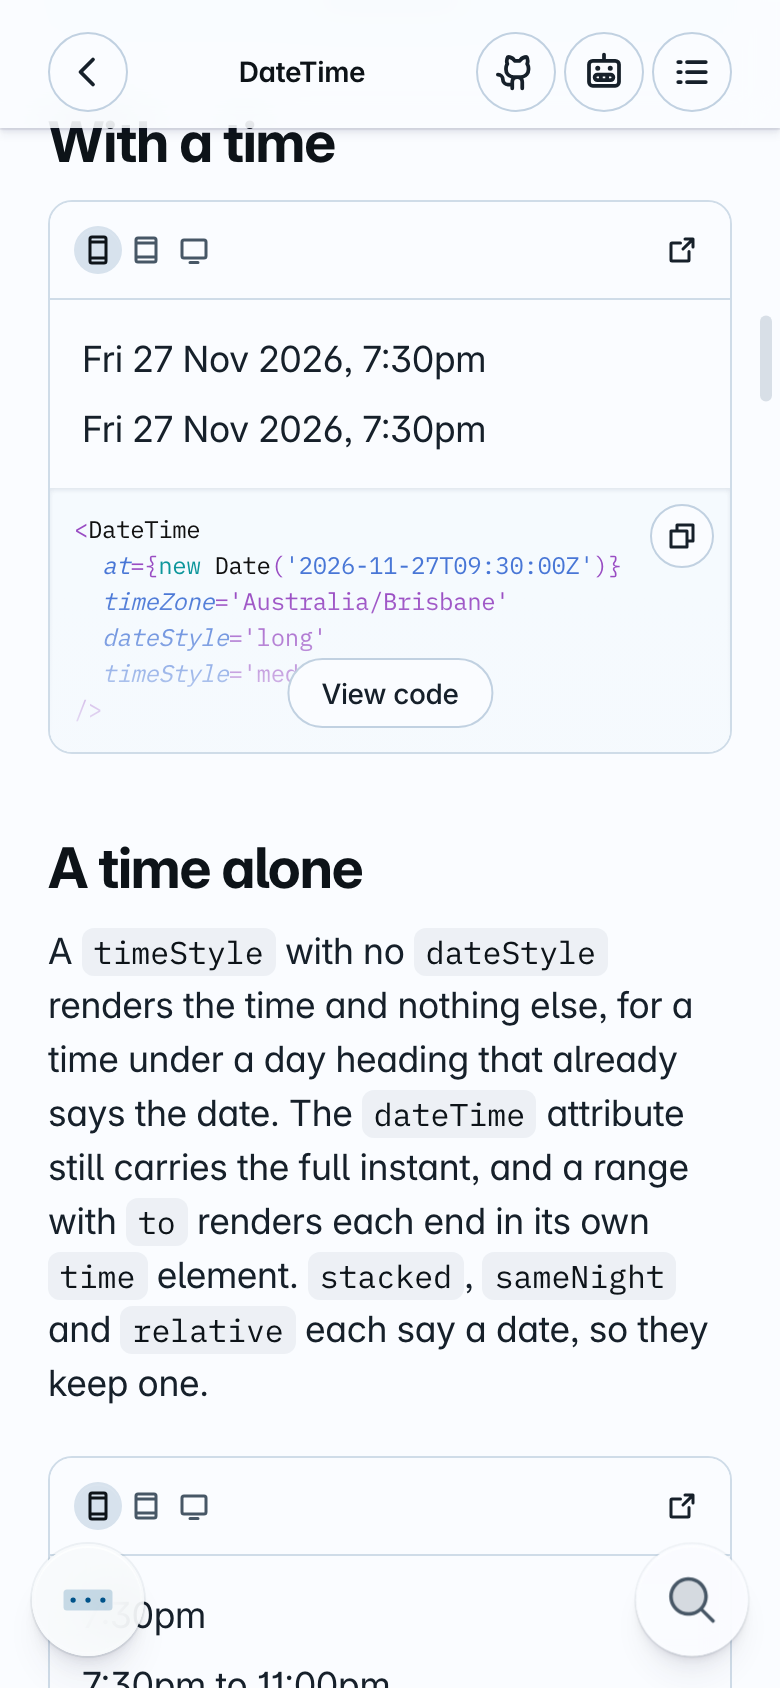 DateTime
With a time
Fri 27 Nov 2026, 7:30pm
Fri 27 Nov 2026, 7:30pm
<DateTime
at={new Date('2026-11-27T09:30:00Z')}
timeZone='Australia/Brisbane'
dateStyle='long'
timeStyle='med
View code
/>
A time alone
A timeStyle with no dateStyle
renders the time and nothing else, for a
time under a day heading that already
says the date. The dateTime attribute
still carries the full instant, and a range
with to renders each end in its own
time element. stacked, sameNight
and relative each say a date, so they
keep one.
7:30pm
7:30pm to 11:00pm